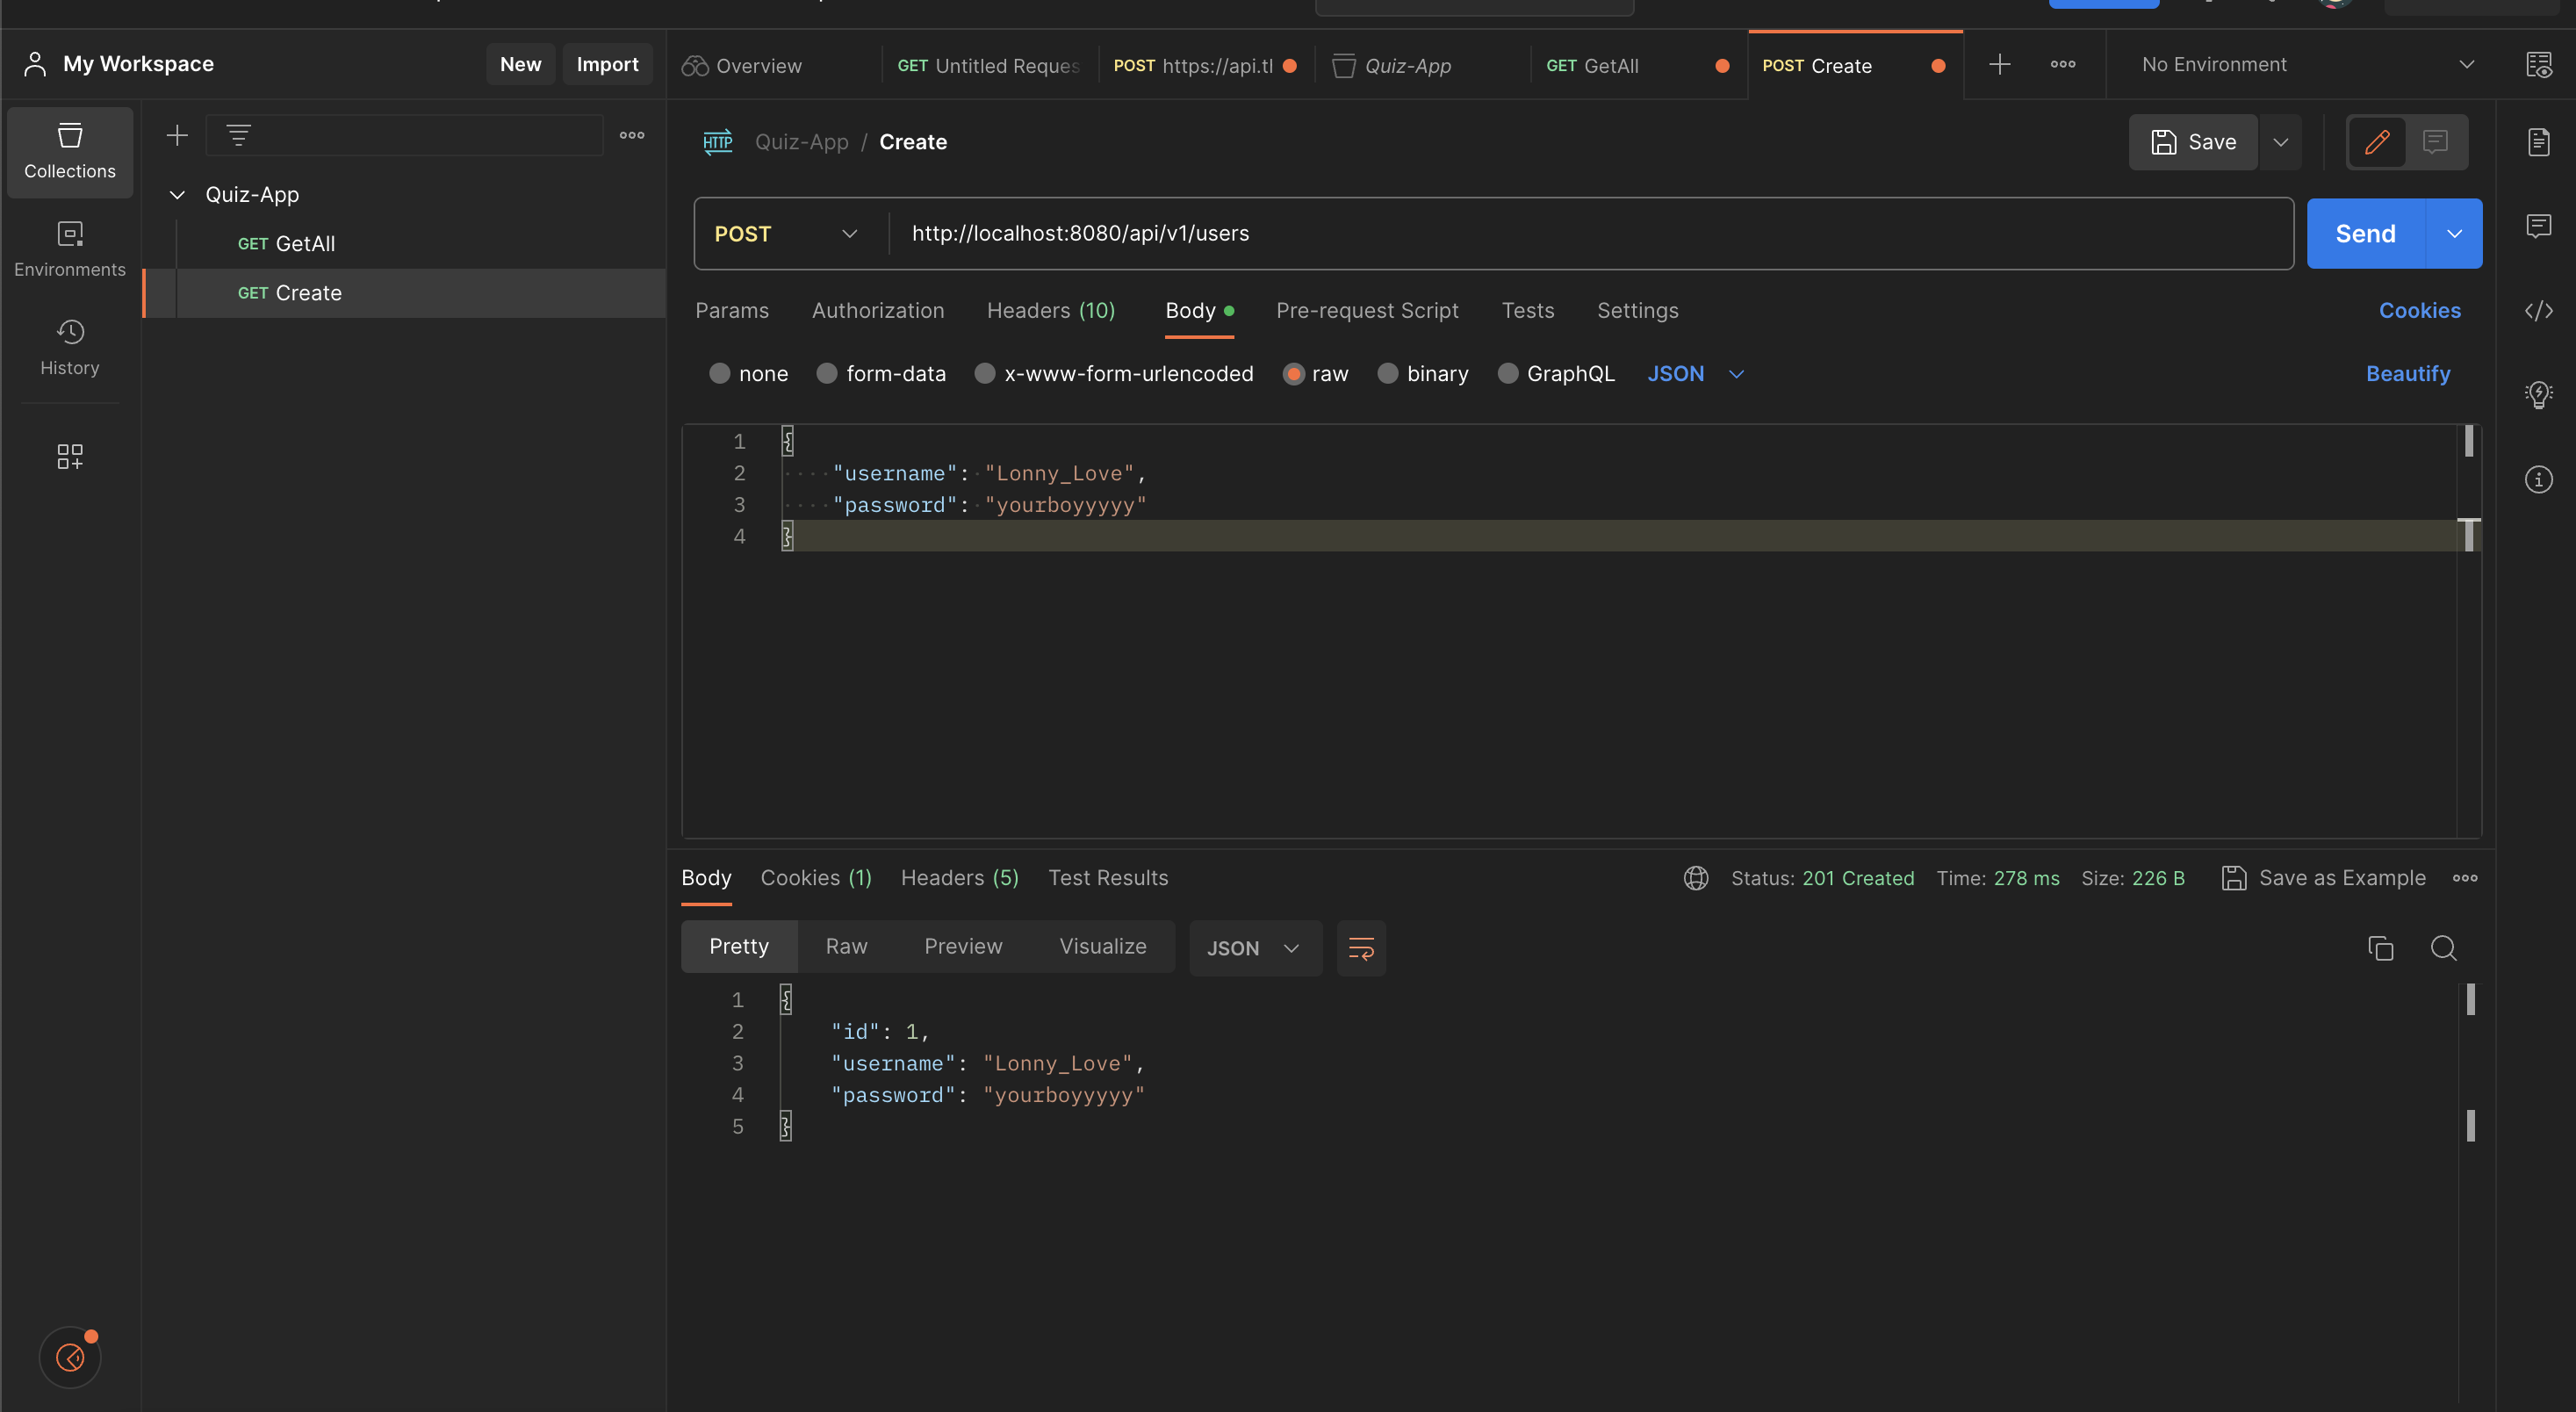 My Workspace
New
Import
Overview
GET Untitled Reques
POST https://api.tl
Quiz-App
GET GetAll
POST Create
No Environment
Collections
Environments
History
Quiz-App
GET GetAll
GET Create
HTTP Quiz-App / Create
Save
POST
http://localhost:8080/api/v1/users
Send
Params
Authorization
Headers (10)
Body
Pre-request Script
Tests
Settings
Cookies
none
form-data
x-www-form-urlencoded
raw
binary
GraphQL
JSON
Beautify
1 {
2 "username": "Lonny_Love",
3 "password": "yourboyyyyy"
4 }
Body
Cookies (1)
Headers (5)
Test Results
Status: 201 Created
Time: 278 ms
Size: 226 B
Save as Example
Pretty
Raw
Preview
Visualize
JSON
1 {
2 "id": 1,
3 "username": "Lonny_Love",
4 "password": "yourboyyyyy"
5 }